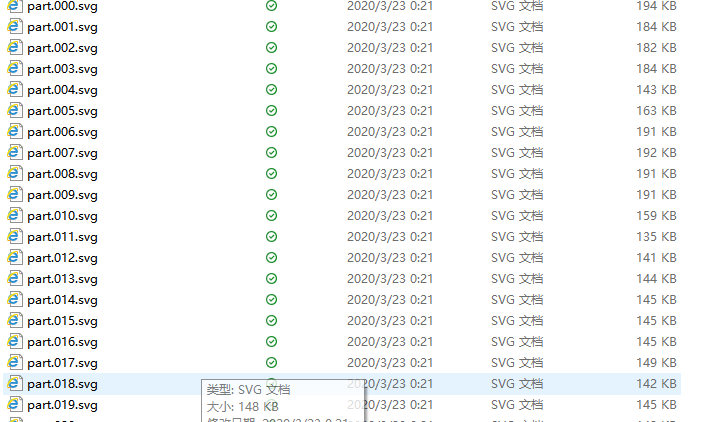 part.000.svg 2020/3/23 0:21 SVG 文档 194 KB
part.001.svg 2020/3/23 0:21 SVG 文档 184 KB
part.002.svg 2020/3/23 0:21 SVG 文档 182 KB
part.003.svg 2020/3/23 0:21 SVG 文档 184 KB
part.004.svg 2020/3/23 0:21 SVG 文档 143 KB
part.005.svg 2020/3/23 0:21 SVG 文档 163 KB
part.006.svg 2020/3/23 0:21 SVG 文档 191 KB
part.007.svg 2020/3/23 0:21 SVG 文档 192 KB
part.008.svg 2020/3/23 0:21 SVG 文档 191 KB
part.009.svg 2020/3/23 0:21 SVG 文档 191 KB
part.010.svg 2020/3/23 0:21 SVG 文档 159 KB
part.011.svg 2020/3/23 0:21 SVG 文档 135 KB
part.012.svg 2020/3/23 0:21 SVG 文档 141 KB
part.013.svg 2020/3/23 0:21 SVG 文档 144 KB
part.014.svg 2020/3/23 0:21 SVG 文档 145 KB
part.015.svg 2020/3/23 0:21 SVG 文档 145 KB
part.016.svg 2020/3/23 0:21 SVG 文档 145 KB
part.017.svg 2020/3/23 0:21 SVG 文档 149 KB
part.018.svg 2020/3/23 0:21 SVG 文档 142 KB
类型: SVG 文档
part.019.svg 2020/3/23 0:21 SVG 文档 145 KB
大小: 148 KB
修改日期: 2020/3/23 0:21